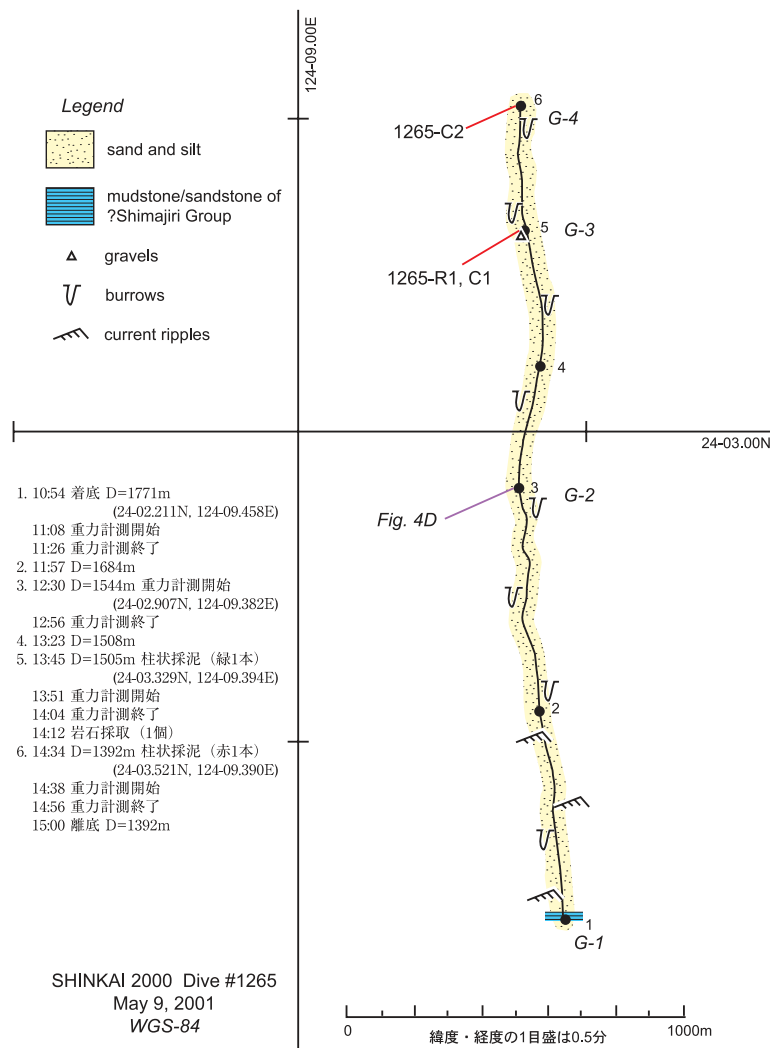 124-09.00E
Legend
sand and silt
mudstone/sandstone of
?Shimajiri Group
gravels
burrows
current ripples
6
G-4
1265-C2
5
G-3
1265-R1, C1
4
24-03.00N
3
G-2
Fig. 4D
2
1
G-1
1. 10:54 着底 D=1771m
(24-02.211N, 124-09.458E)
11:08 重力計測開始
11:26 重力計測終了
2. 11:57 D=1684m
3. 12:30 D=1544m 重力計測開始
(24-02.907N, 124-09.382E)
12:56 重力計測終了
4. 13:23 D=1508m
5. 13:45 D=1505m 柱状採泥（緑1本）
(24-03.329N, 124-09.394E)
13:51 重力計測開始
14:04 重力計測終了
14:12 岩石採取（1個）
6. 14:34 D=1392m 柱状採泥（赤1本）
(24-03.521N, 124-09.390E)
14:38 重力計測開始
14:56 重力計測終了
15:00 離底 D=1392m
SHINKAI 2000 Dive #1265
May 9, 2001
WGS-84
0 1000m
緯度・経度の1目盛は0.5分